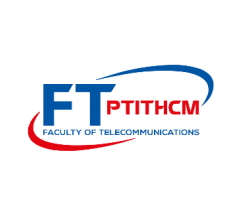 FT PTITHCM
FACULTY OF TELECOMMUNICATIONS